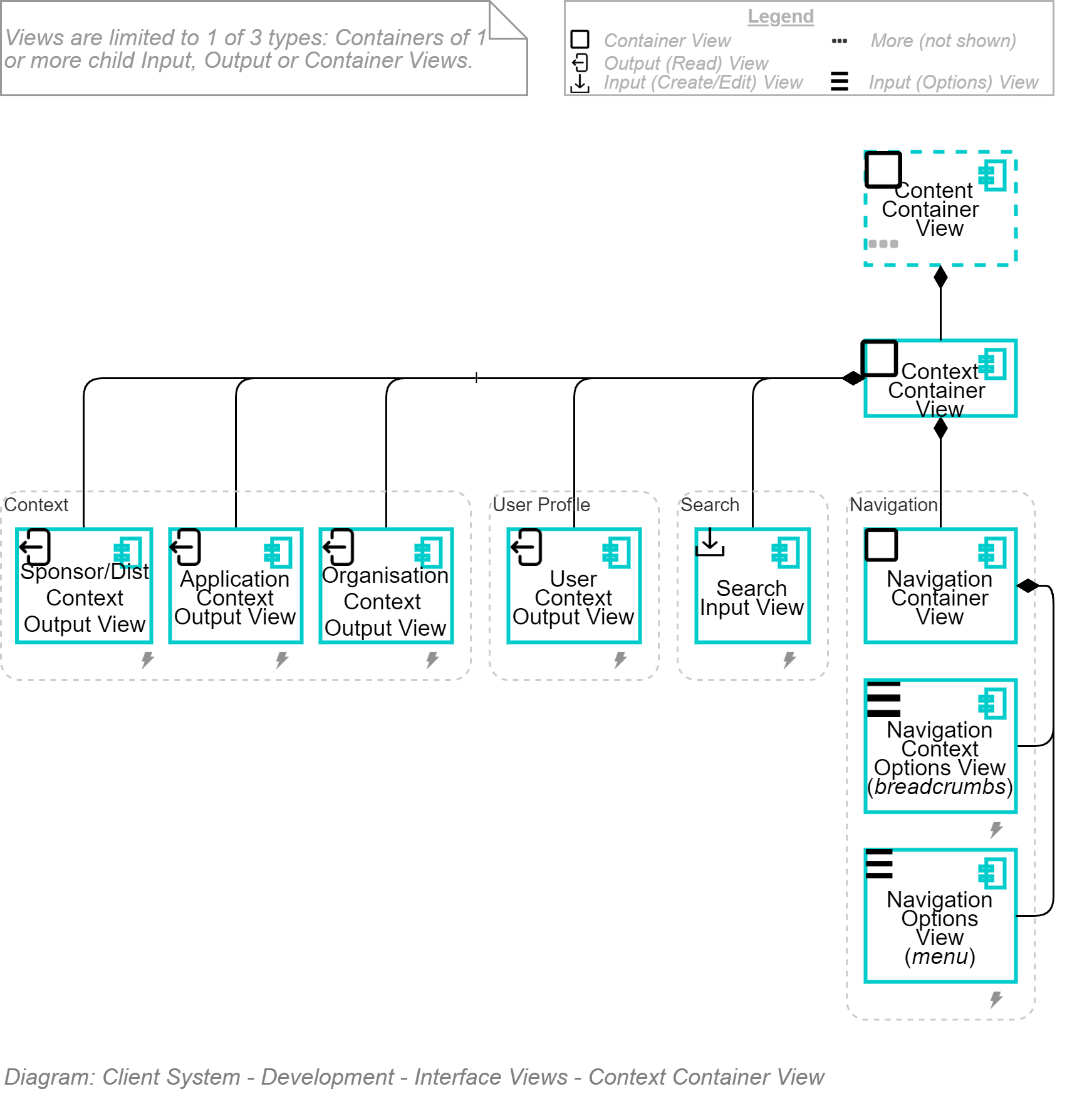 Views are limited to 1 of 3 types: Containers of 1
or more child Input, Output or Container Views.
Legend
Container View
More (not shown)
Output (Read) View
Input (Create/Edit) View
Input (Options) View
Content
Container
View
Context
Container
View
Context
User Profile
Search
Navigation
Sponsor/Dist
Context
Output View
Application
Context
Output View
Organisation
Context
Output View
User
Context
Output View
Search
Input View
Navigation
Container
View
Navigation
Context
Options View
(breadcrumbs)
Navigation
Options
View
(menu)
Diagram: Client System - Development - Interface Views - Context Container View